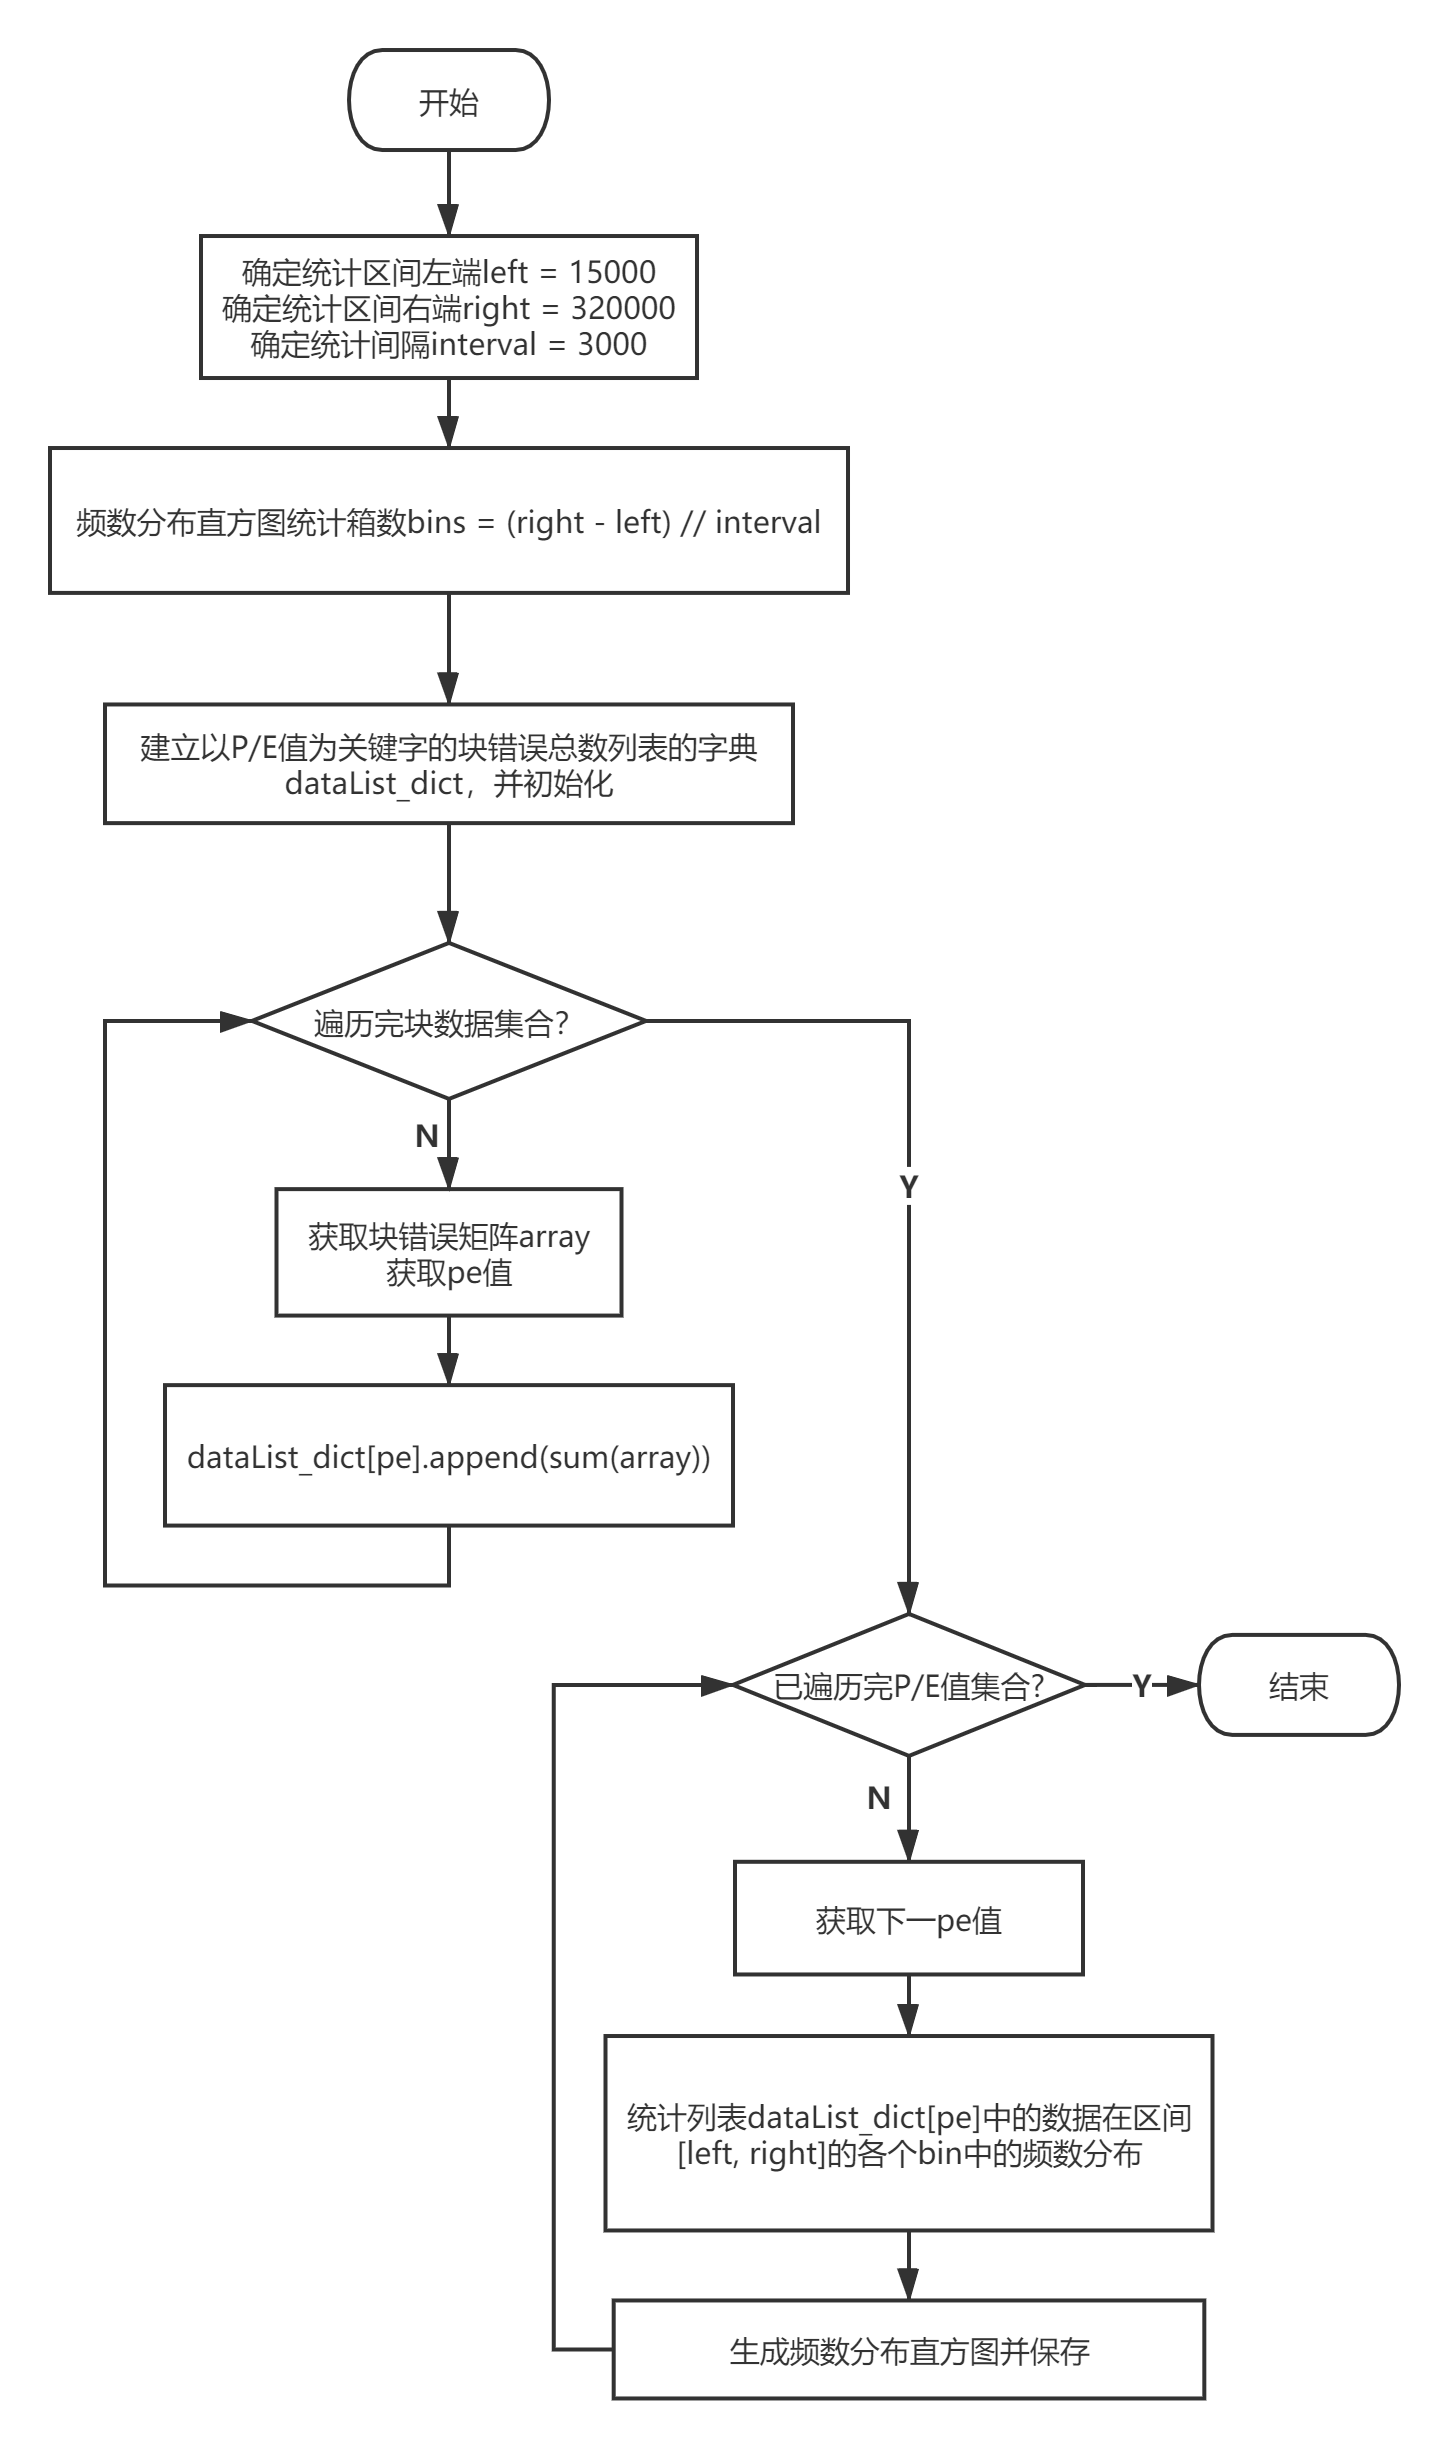 开始
确定统计区间左端left = 15000
确定统计区间右端right = 320000
确定统计间隔interval = 3000
频数分布直方图统计箱数bins = (right - left) // interval
建立以P/E值为关键字的块错误总数列表的字典
dataList_dict，并初始化
遍历完块数据集合？
N
Y
获取块错误矩阵array
获取pe值
dataList_dict[pe].append(sum(array))
已遍历完P/E值集合？
Y
结束
N
获取下一pe值
统计列表dataList_dict[pe]中的数据在区间
[left, right]的各个bin中的频数分布
生成频数分布直方图并保存